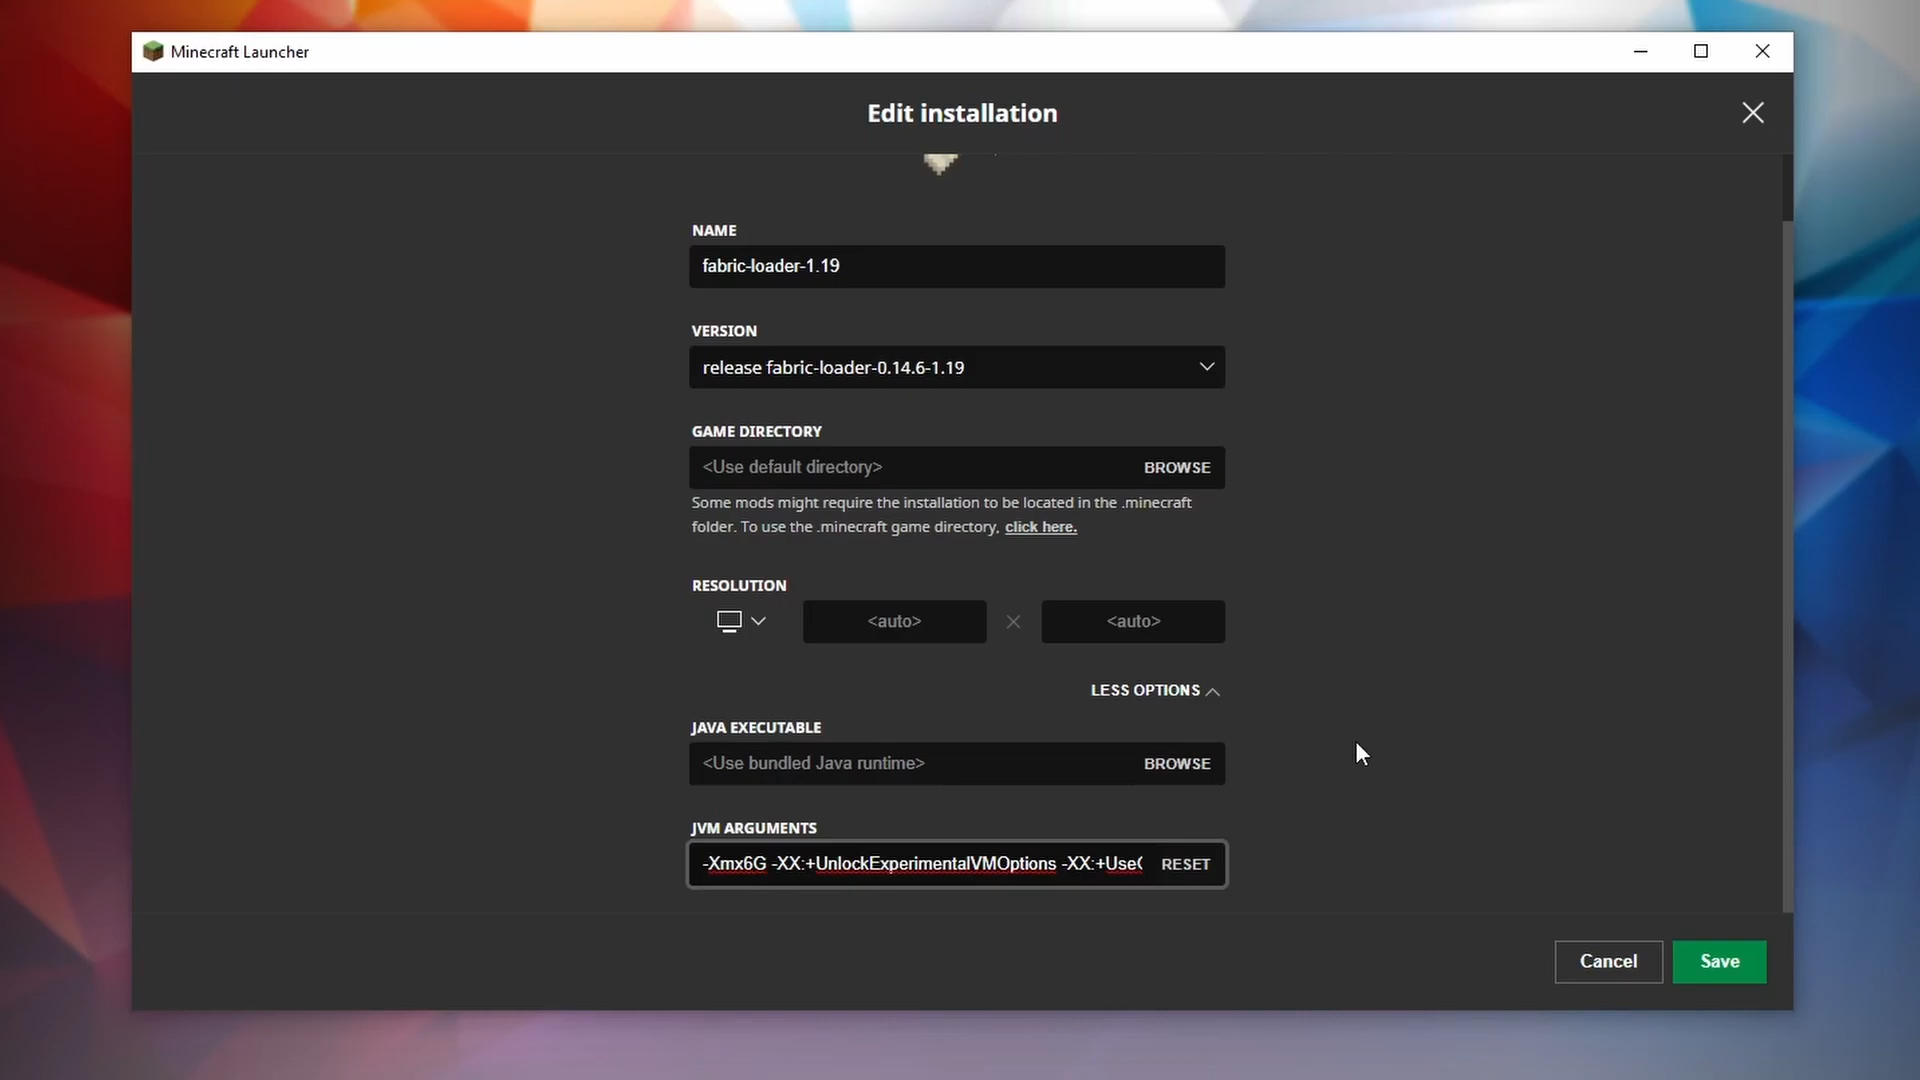 Minecraft Launcher
Edit installation
NAME
fabric-loader-1.19
VERSION
release fabric-loader-0.14.6-1.19
GAME DIRECTORY
<Use default directory> BROWSE
Some mods might require the installation to be located in the .minecraft
folder. To use the .minecraft game directory, click here.
RESOLUTION
<auto> <auto>
LESS OPTIONS
JAVA EXECUTABLE
<Use bundled Java runtime> BROWSE
JVM ARGUMENTS
-Xmx6G -XX:+UnlockExperimentalVMOptions -XX:+Use RESET
Cancel Save